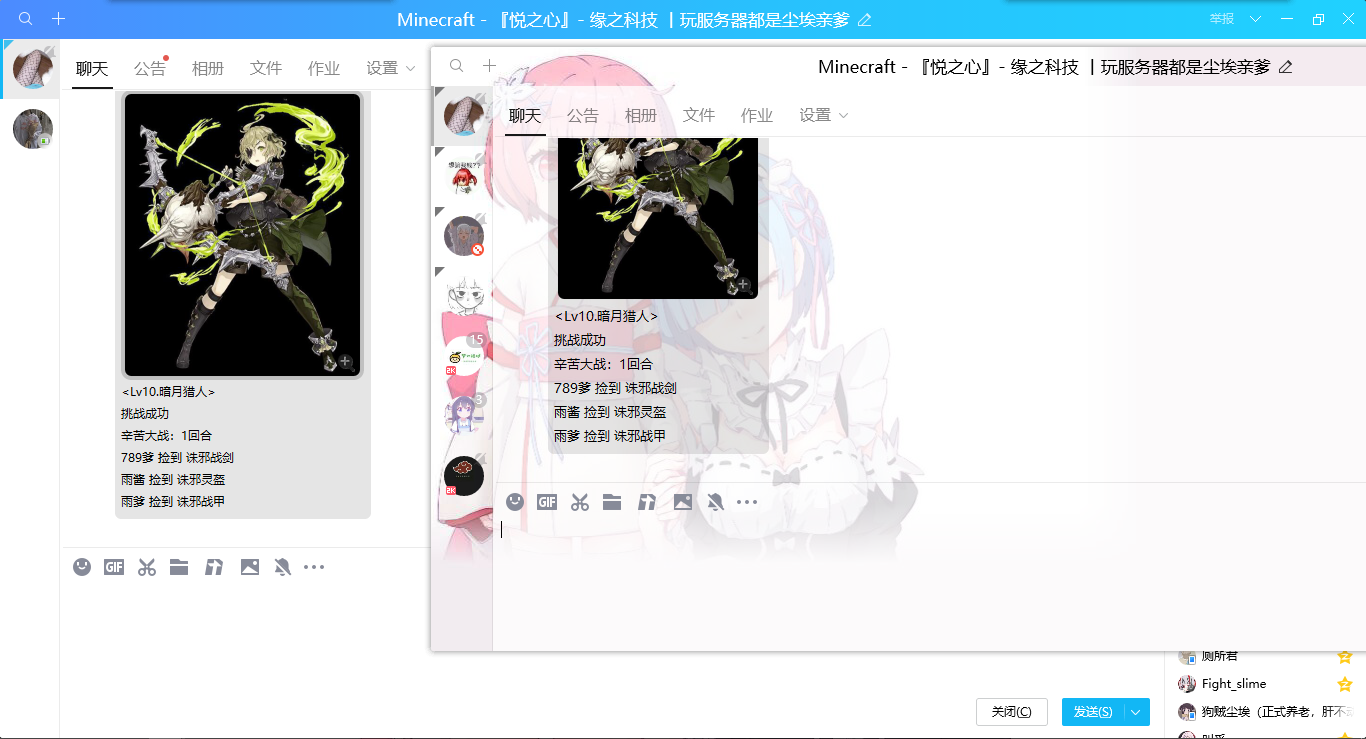 Minecraft - 『悦之心』- 缘之科技 丨玩服务器都是尘埃亲爹
举报
聊天
公告
相册
文件
作业
设置
<Lv10.暗月猎人>
挑战成功
辛苦大战：1回合
789爹 捡到 诛邪战剑
雨酱 捡到 诛邪灵盔
雨爹 捡到 诛邪战甲
GIF
Minecraft - 『悦之心』- 缘之科技 丨玩服务器都是尘埃亲爹
聊天
公告
相册
文件
作业
设置
15
2K
3
2K
<Lv10.暗月猎人>
挑战成功
辛苦大战：1回合
789爹 捡到 诛邪战剑
雨酱 捡到 诛邪灵盔
雨爹 捡到 诛邪战甲
GIF
厕所君
Fight_slime
狗贼尘埃（正式养老，肝不
关闭(C)
发送(S)